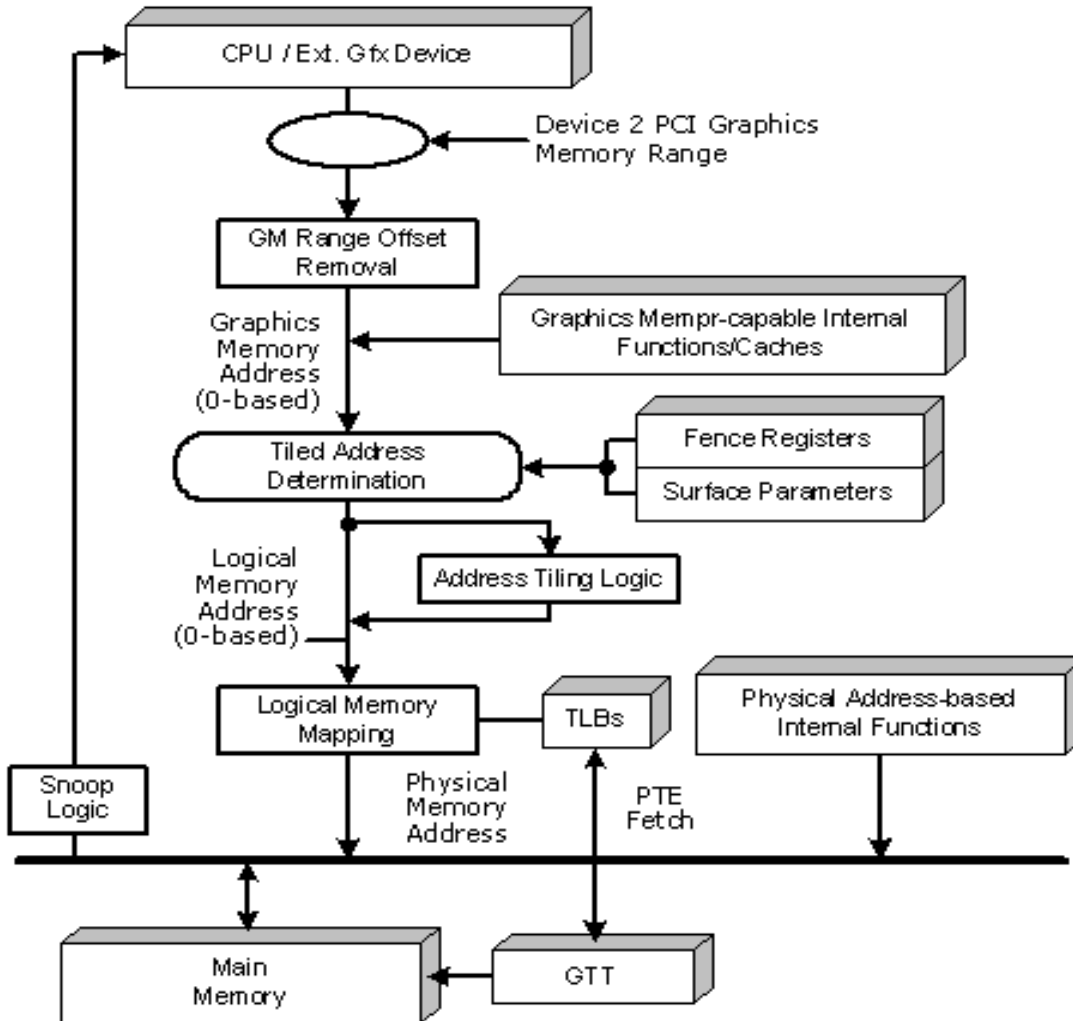 CPU / Ext. Gfx Device
Device 2 PCI Graphics
Memory Range
GM Range Offset
Removal
Graphics
Memory
Address
(0-based)
Graphics Mempr-capable Internal
Functions/Caches
Tiled Address
Determination
Fence Registers
Surface Parameters
Logical
Memory
Address
(0-based)
Address Tiling Logic
Logical Memory
Mapping
TLBs
Physical Address-based
Internal Functions
Snoop
Logic
Physical
Memory
Address
PTE
Fetch
Main
Memory
GTT